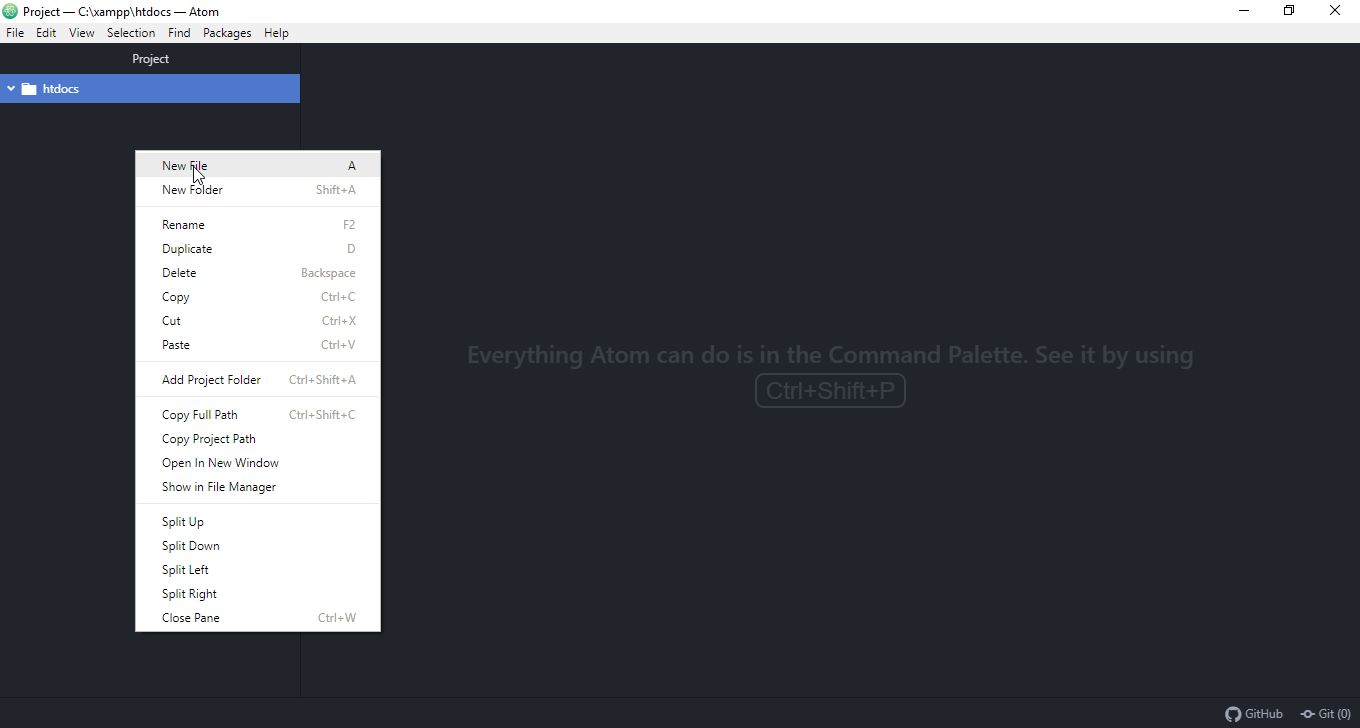 Project — C:\xampp\htdocs — Atom
File Edit View Selection Find Packages Help
Project
htdocs
New File A
New Folder Shift+A
Rename F2
Duplicate D
Delete Backspace
Copy Ctrl+C
Cut Ctrl+X
Paste Ctrl+V
Add Project Folder Ctrl+Shift+A
Copy Full Path Ctrl+Shift+C
Copy Project Path
Open In New Window
Show in File Manager
Split Up
Split Down
Split Left
Split Right
Close Pane Ctrl+W
Everything Atom can do is in the Command Palette. See it by using
Ctrl+Shift+P
GitHub Git (0)